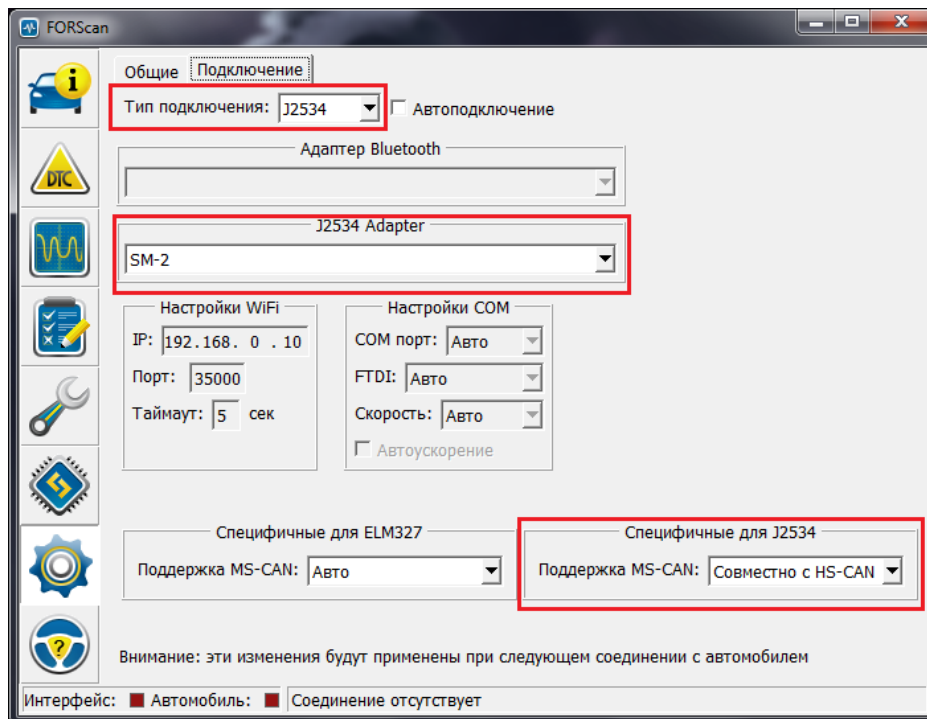 FORScan
i
Общие Подключение
Тип подключения: J2534 Автоподключение
DTC
Адаптер Bluetooth
J2534 Adapter
SM-2
Настройки WiFi Настройки COM
IP: 192.168. 0 . 10 COM порт: Авто
Порт: 35000 FTDI: Авто
Таймаут: 5 сек Скорость: Авто
Автоускорение
Специфичные для ELM327 Специфичные для J2534
Поддержка MS-CAN: Авто Поддержка MS-CAN: Совместно с HS-CAN
?
Внимание: эти изменения будут применены при следующем соединении с автомобилем
Интерфейс: Автомобиль: Соединение отсутствует